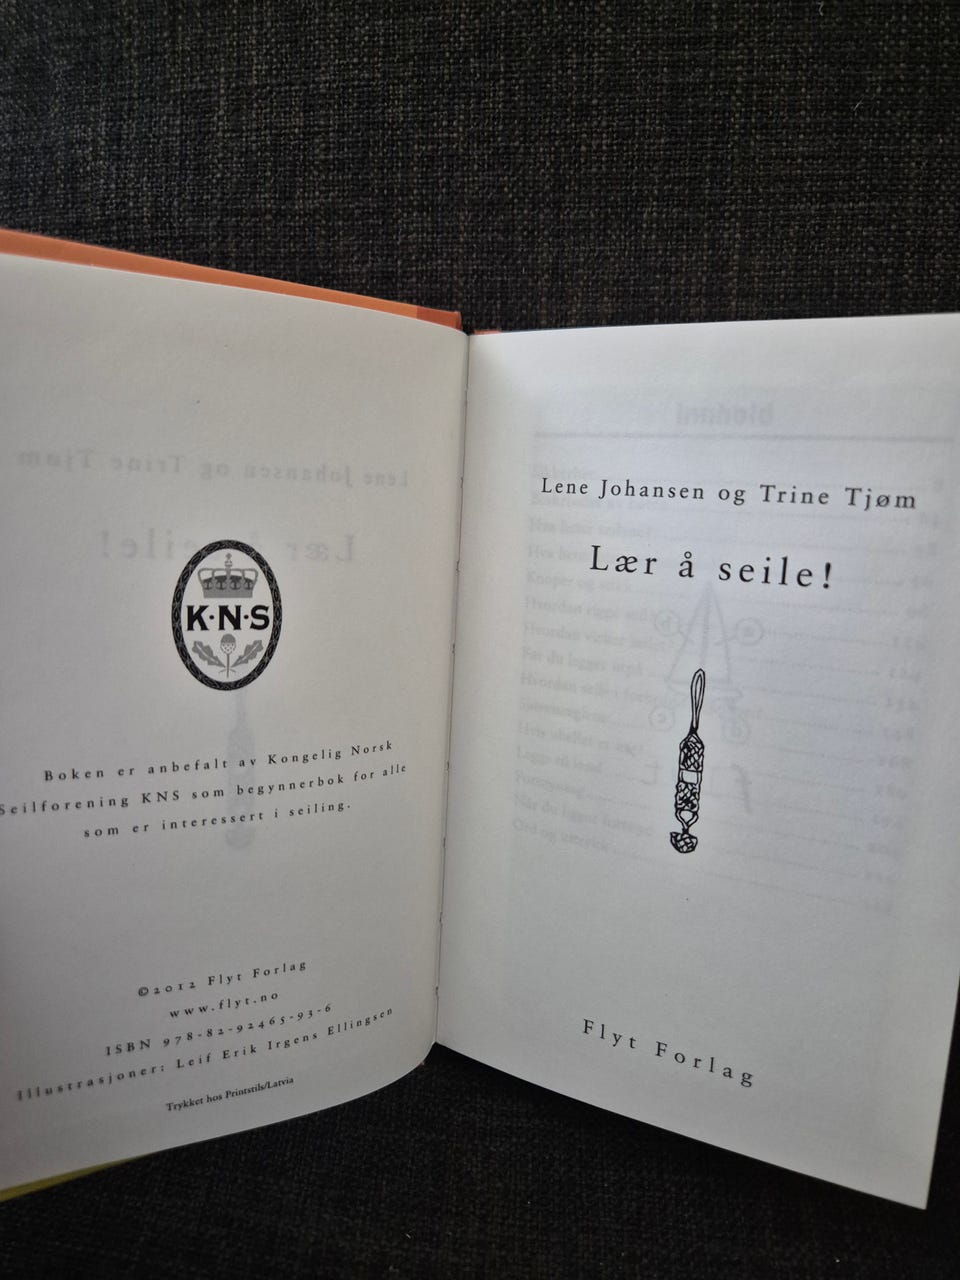 K·N·S
Boken er anbefalt av Kongelig Norsk
Seilforening KNS som begynnerbok for alle
som er interessert i seiling.
©2012 Flyt Forlag
www.flyt.no
ISBN 978-82-92465-93-6
Illustrasjoner: Leif Erik Irgens Ellingsen
Trykket hos Printstils/Latvia
Lene Johansen og Trine Tjøm
Lær å seile!
Flyt Forlag